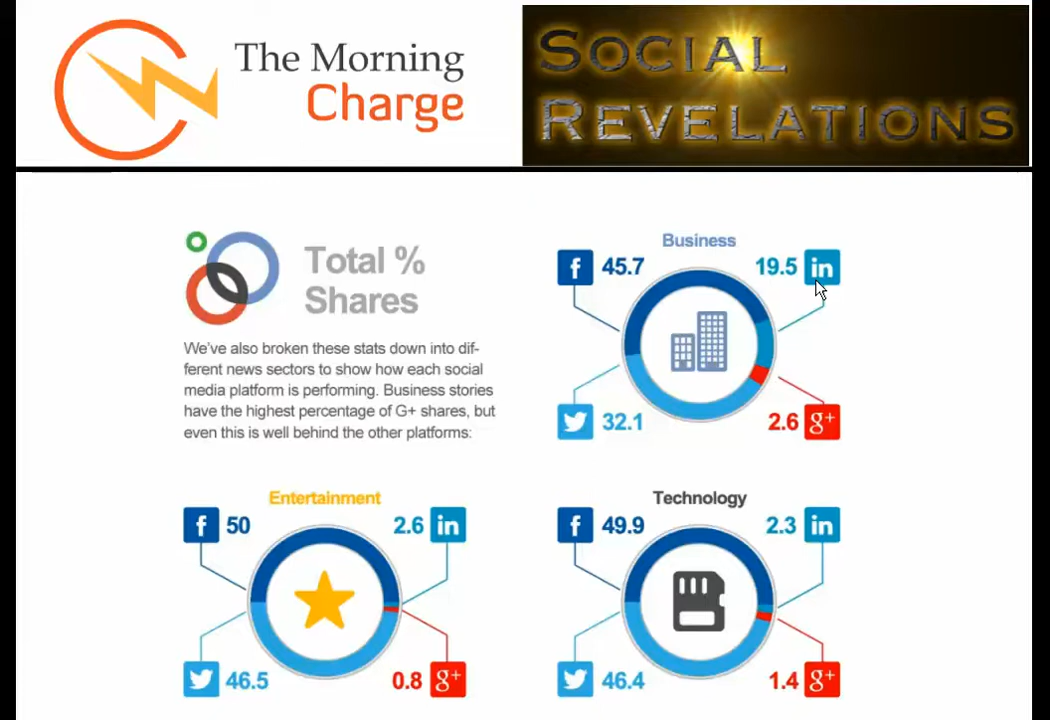 The Morning
Charge
SOCIAL
REVELATIONS
Total %
Shares
We've also broken these stats down into dif-
ferent news sectors to show how each social
media platform is performing. Business stories
have the highest percentage of G+ shares, but
even this is well behind the other platforms:
Business
f 45.7
19.5 in
32.1
2.6 g+
Entertainment
f 50
2.6 in
46.5
0.8 g+
Technology
f 49.9
2.3 in
46.4
1.4 g+